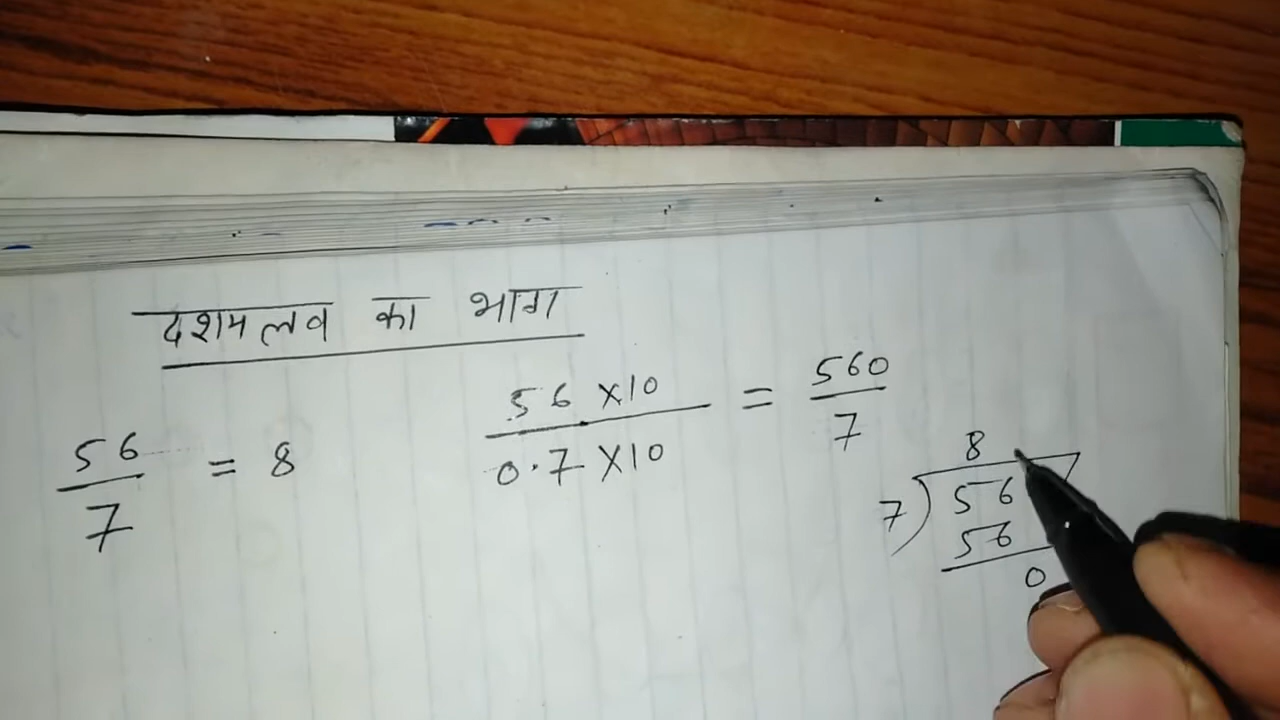 दशमलव का भाग
56/7 = 8
56 ×10 / 0.7 ×10 = 560/7
8
7) 56
56
0